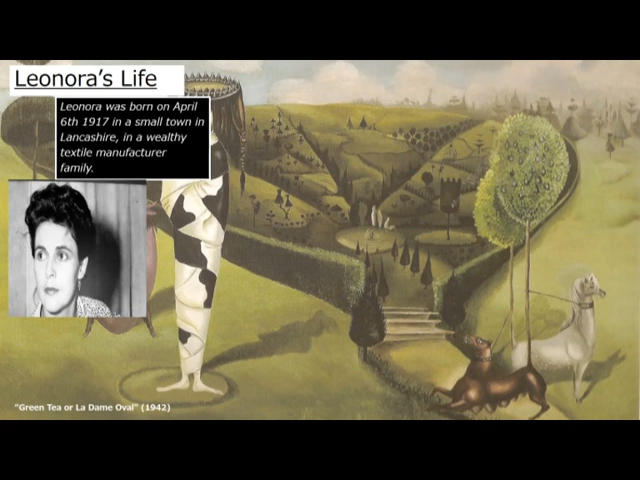 Leonora’s Life
Leonora was born on April
6th 1917 in a small town in
Lancashire, in a wealthy
textile manufacturer
family.
"Green Tea or La Dame Oval" (1942)